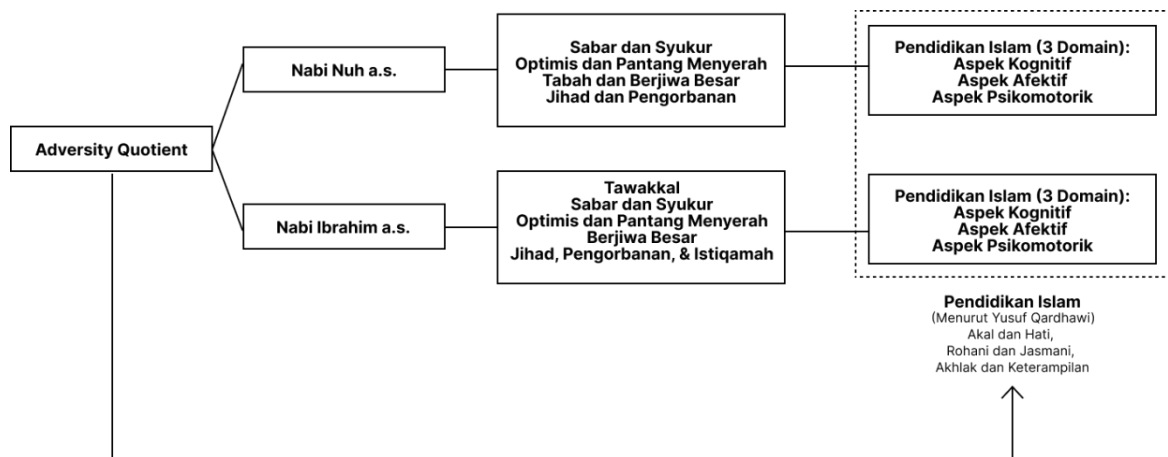 Adversity Quotient
Nabi Nuh a.s.
Sabar dan Syukur
Optimis dan Pantang Menyerah
Tabah dan Berjiwa Besar
Jihad dan Pengorbanan
Pendidikan Islam (3 Domain):
Aspek Kognitif
Aspek Afektif
Aspek Psikomotorik
Nabi Ibrahim a.s.
Tawakkal
Sabar dan Syukur
Optimis dan Pantang Menyerah
Berjiwa Besar
Jihad, Pengorbanan, & Istiqamah
Pendidikan Islam (3 Domain):
Aspek Kognitif
Aspek Afektif
Aspek Psikomotorik
Pendidikan Islam
(Menurut Yusuf Qardhawi)
Akal dan Hati,
Rohani dan Jasmani,
Akhlak dan Keterampilan